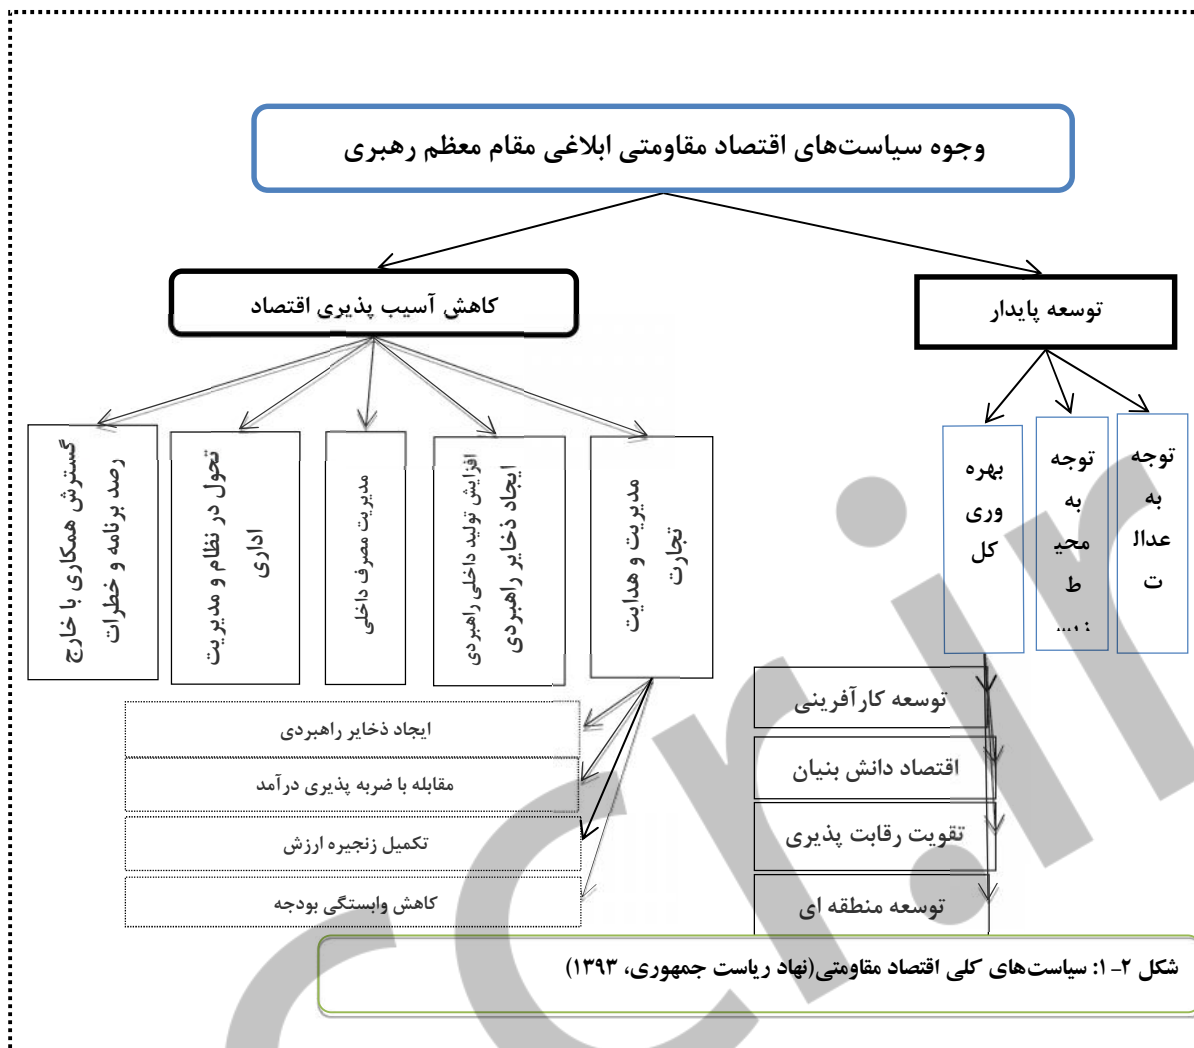 وجوه سیاست‌های اقتصاد مقاومتی ابلاغی مقام معظم رهبری
توسعه پایدار
کاهش آسیب پذیری اقتصاد
توجه
به
عدال
ت
توجه
به
محی
ط
بهره
وری
کل
مدیریت و هدایت
تجارت
افزایش تولید داخلی راهبردی
ایجاد ذخایر راهبردی
مدیریت مصرف داخلی
تحول در نظام و مدیریت
اداری
گسترش همکاری با خارج
رصد برنامه و خطرات
توسعه کارآفرینی
اقتصاد دانش بنیان
تقویت رقابت پذیری
توسعه منطقه ای
ایجاد ذخایر راهبردی
مقابله با ضربه پذیری درآمد
تکمیل زنجیره ارزش
کاهش وابستگی بودجه
شکل ۲- ۱: سیاست‌های کلی اقتصاد مقاومتی(نهاد ریاست جمهوری، ۱۳۹۳)
ccr.ir